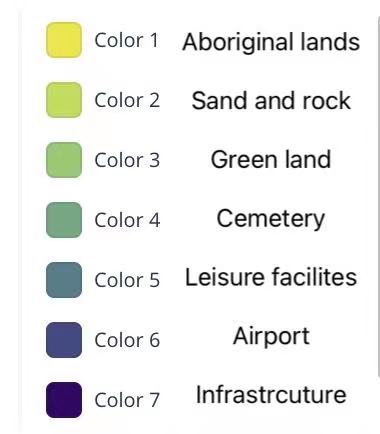 Color 1 Aboriginal lands
Color 2 Sand and rock
Color 3 Green land
Color 4 Cemetery
Color 5 Leisure facilites
Color 6 Airport
Color 7 Infrastrcuture